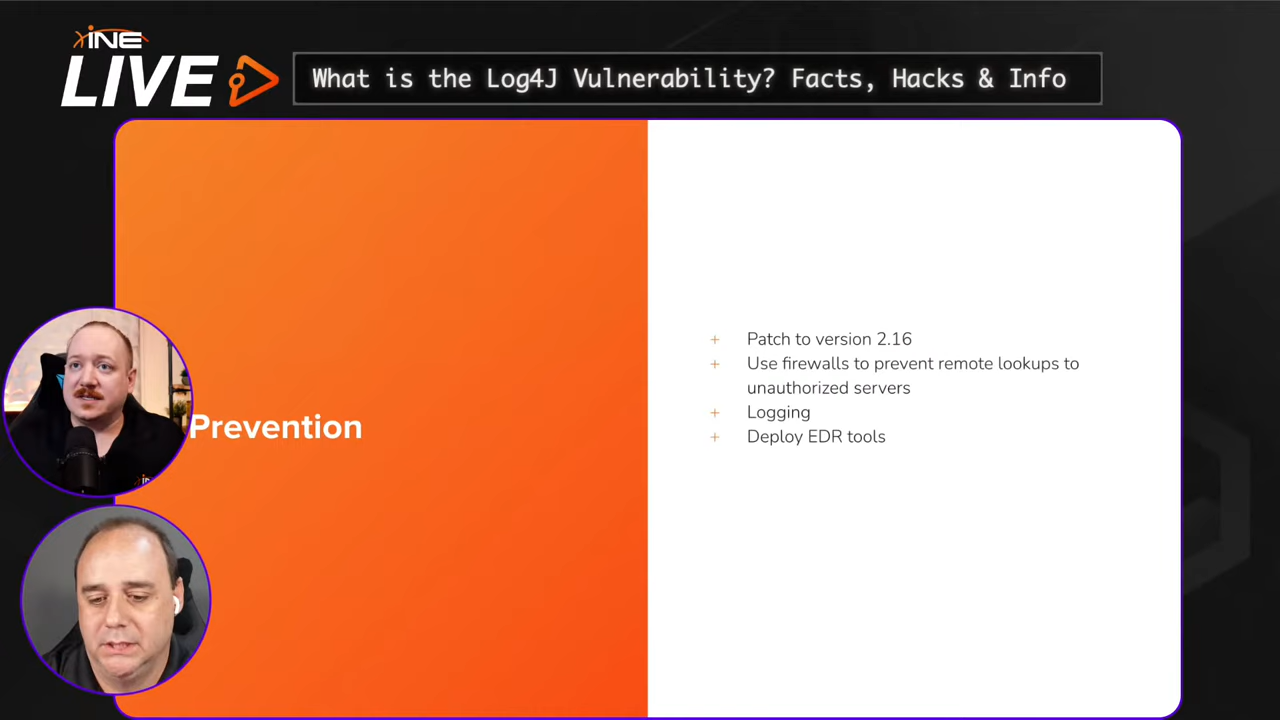 iNE
LIVE
What is the Log4J Vulnerability? Facts, Hacks & Info
Prevention
+ Patch to version 2.16
+ Use firewalls to prevent remote lookups to
unauthorized servers
+ Logging
+ Deploy EDR tools